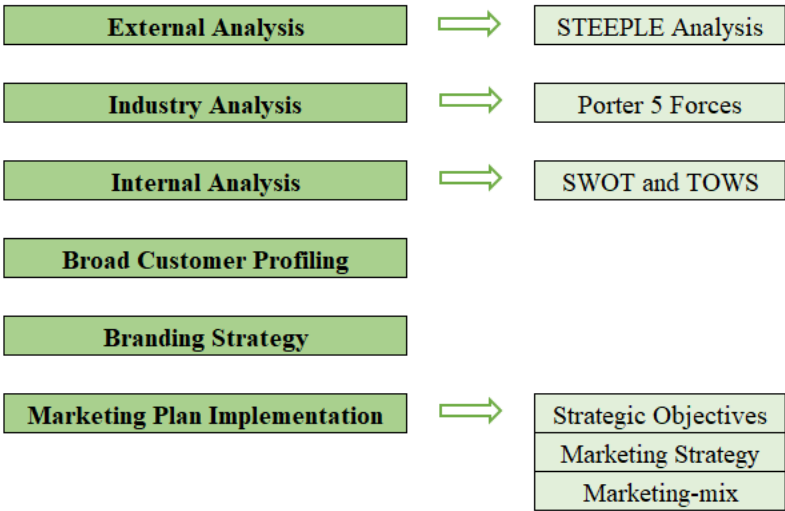 External Analysis
STEEPLE Analysis
Industry Analysis
Porter 5 Forces
Internal Analysis
SWOT and TOWS
Broad Customer Profiling
Branding Strategy
Marketing Plan Implementation
Strategic Objectives
Marketing Strategy
Marketing-mix